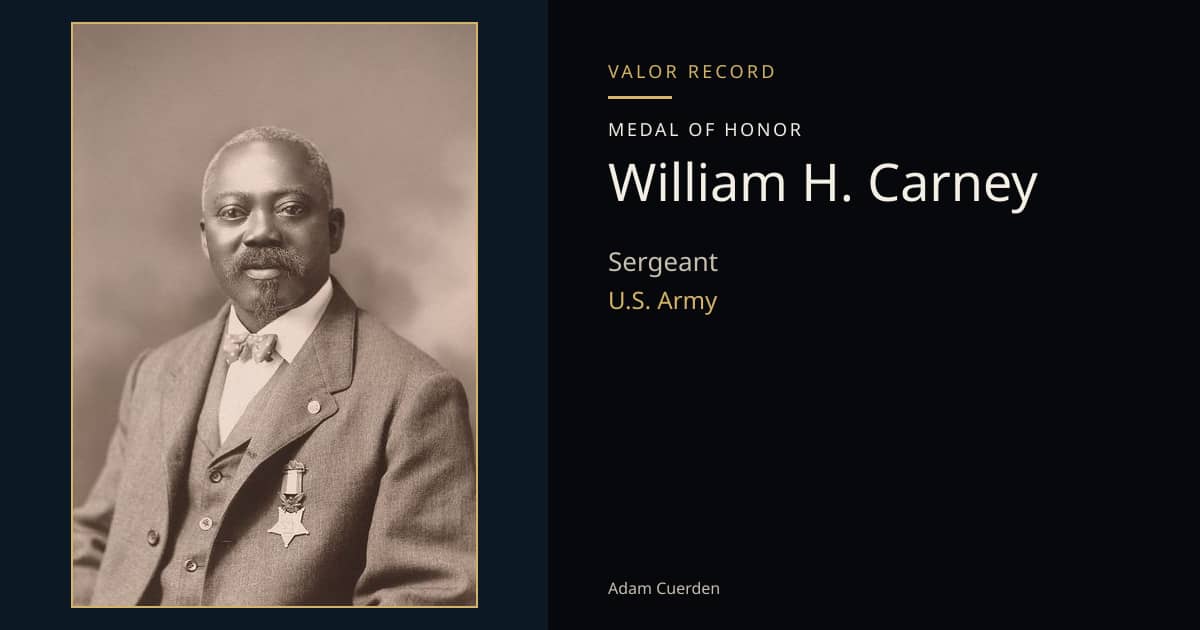 VALOR RECORD
MEDAL OF HONOR
William H. Carney
Sergeant
U.S. Army
Adam Cuerden